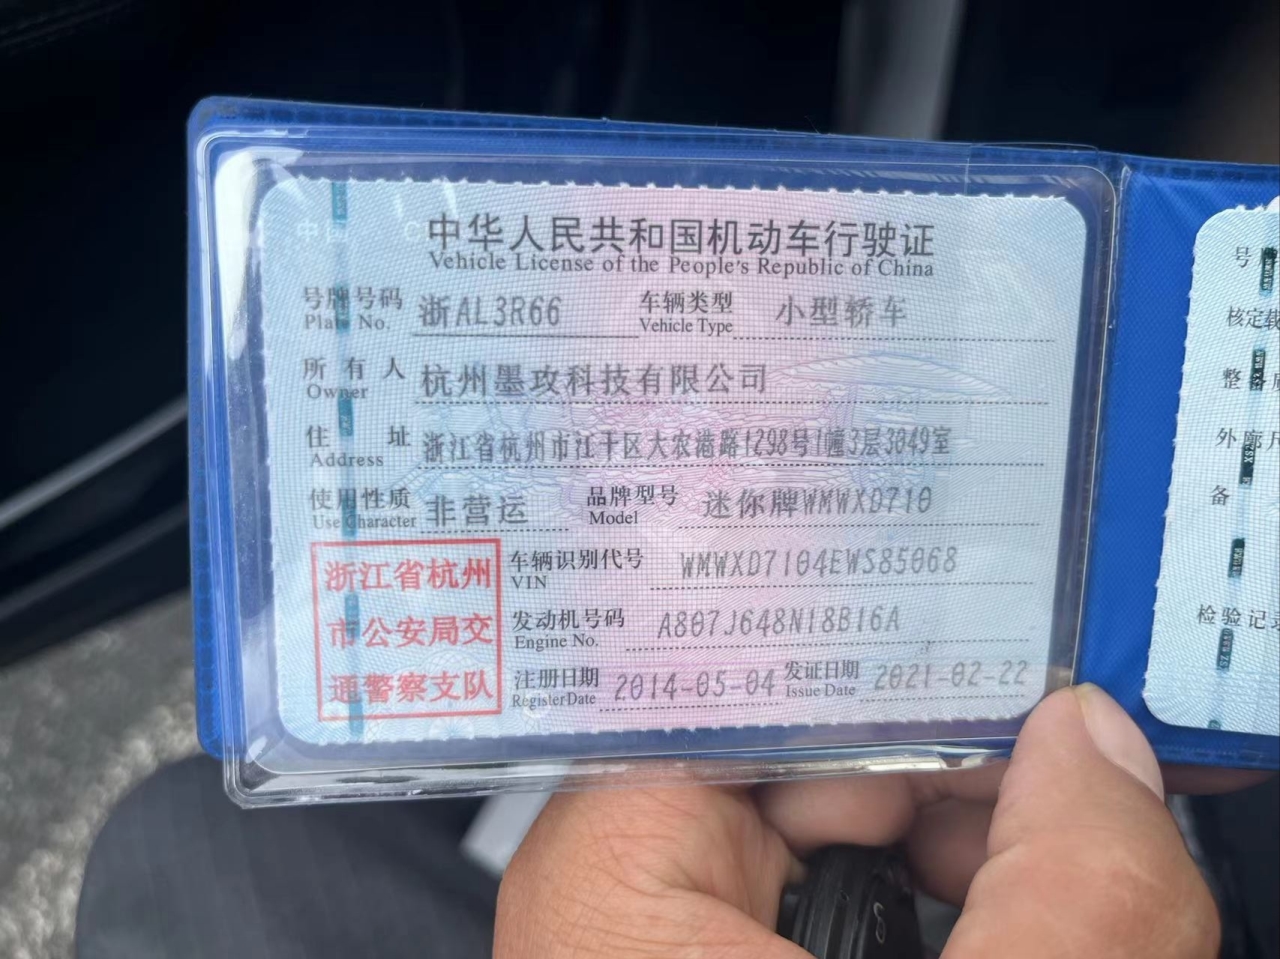 中华人民共和国机动车行驶证
Vehicle License of the People's Republic of China
号牌号码 浙AL3R66 车辆类型 小型轿车
Plate No. Vehicle Type
所有人 杭州墨攻科技有限公司
Owner
住址 浙江省杭州市江干区大农港路1298号1幢3层3049室
Address
使用性质 非营运 品牌型号 迷你牌WMWXD710
Use Character Model
浙江省杭州
市公安局交
通警察支队
车辆识别代号 WMWXD7104EWS85068
VIN
发动机号码 A807J648N18B16A
Engine No.
注册日期 2014-05-04 发证日期 2021-02-22
Register Date Issue Date
号
核定载
整
外廓
备
检验记